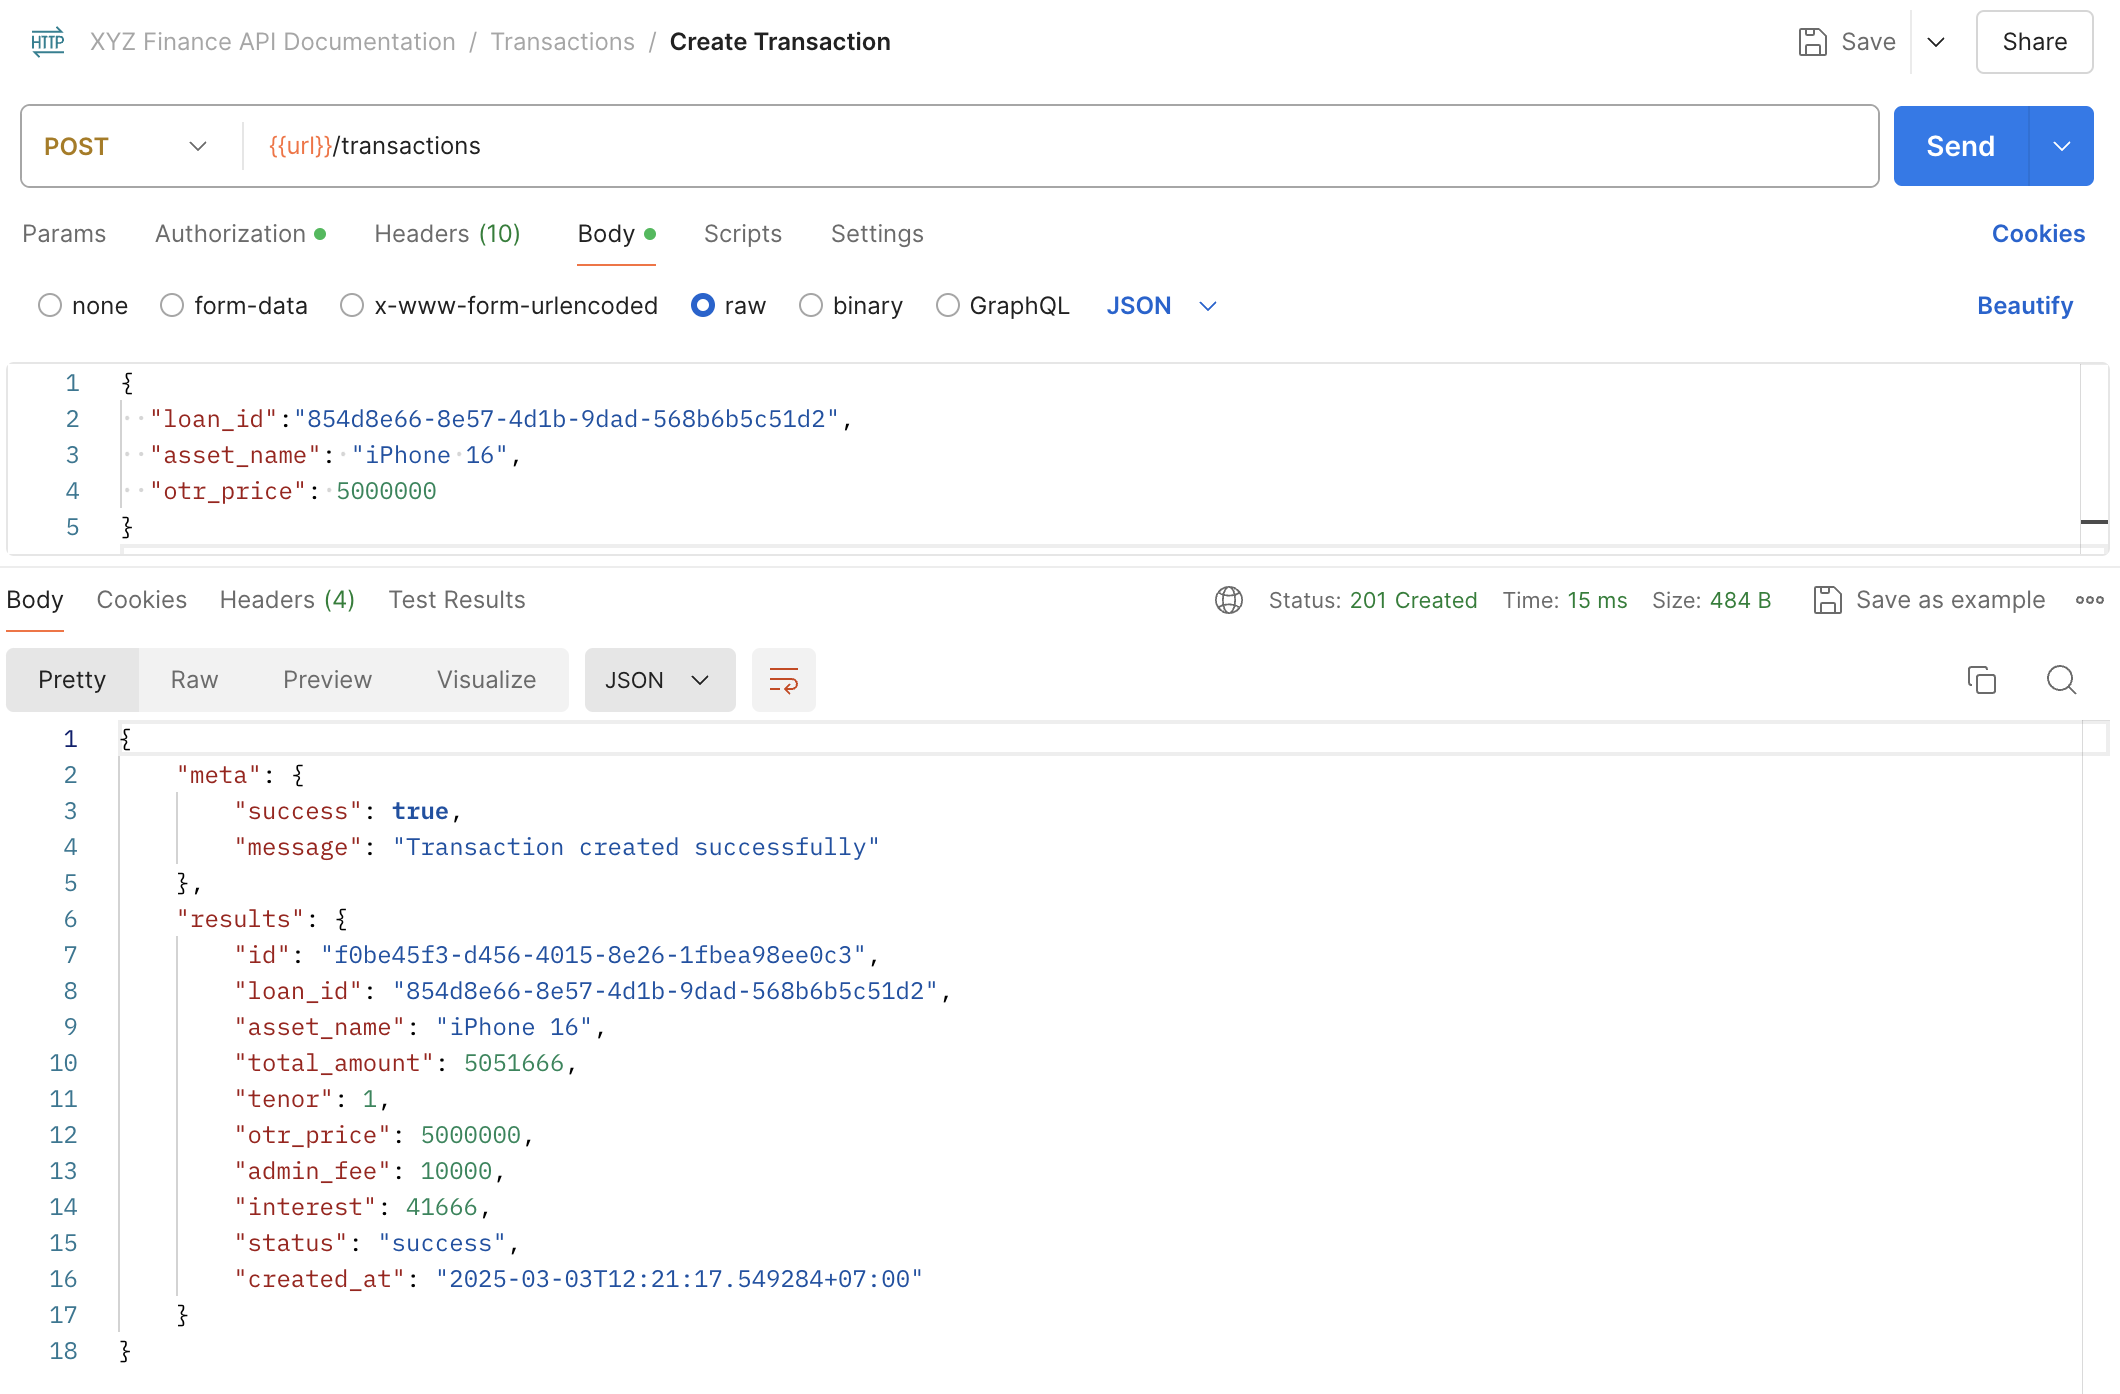 HTTP XYZ Finance API Documentation / Transactions / Create Transaction Save Share
POST {{url}}/transactions Send
Params Authorization Headers (10) Body Scripts Settings Cookies
none form-data x-www-form-urlencoded raw binary GraphQL JSON Beautify
1 {
2 "loan_id":"854d8e66-8e57-4d1b-9dad-568b6b5c51d2",
3 "asset_name": "iPhone 16",
4 "otr_price": 5000000
5 }
Body Cookies Headers (4) Test Results Status: 201 Created Time: 15 ms Size: 484 B Save as example
Pretty Raw Preview Visualize JSON
1 {
2 "meta": {
3 "success": true,
4 "message": "Transaction created successfully"
5 },
6 "results": {
7 "id": "f0be45f3-d456-4015-8e26-1fbea98ee0c3",
8 "loan_id": "854d8e66-8e57-4d1b-9dad-568b6b5c51d2",
9 "asset_name": "iPhone 16",
10 "total_amount": 5051666,
11 "tenor": 1,
12 "otr_price": 5000000,
13 "admin_fee": 10000,
14 "interest": 41666,
15 "status": "success",
16 "created_at": "2025-03-03T12:21:17.549284+07:00"
17 }
18 }